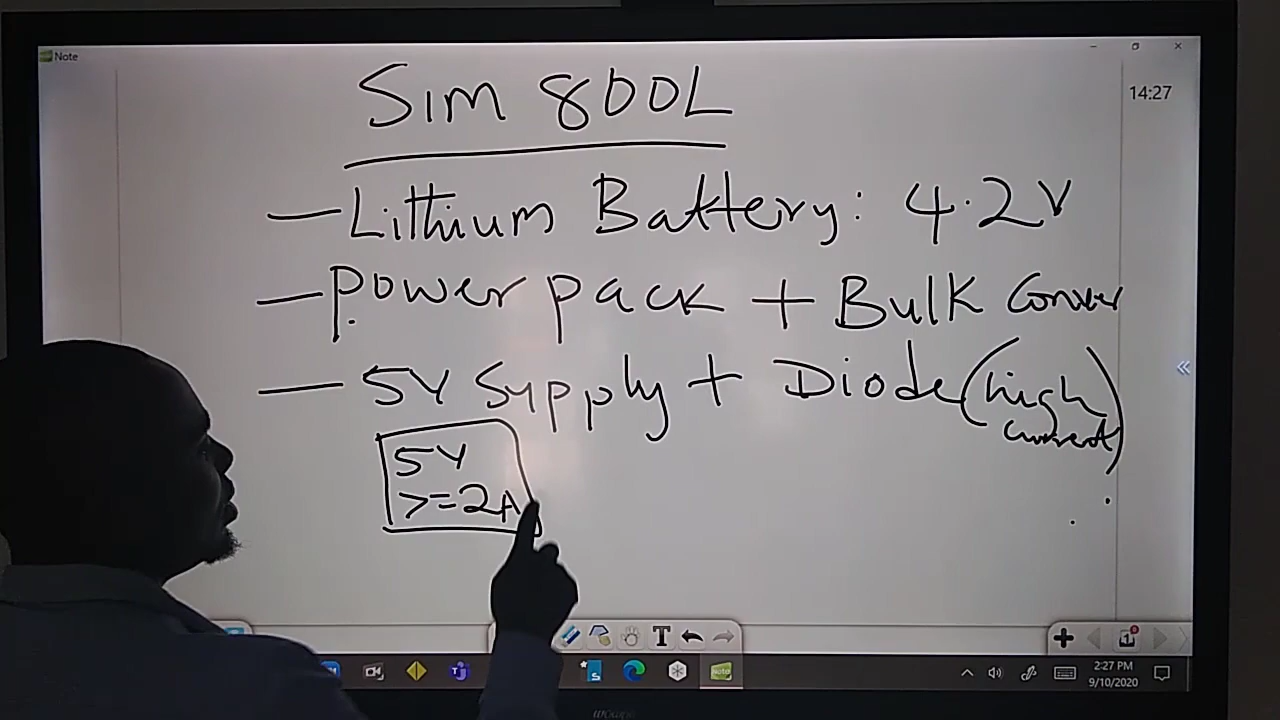 Note
14:27
Sim 800L
– Lithium Battery: 4.2V
– Power pack + Bulk Conver
– 5V Supply + Diode (high current)
5V
>=2A
T
1
2:27 PM
9/10/2020